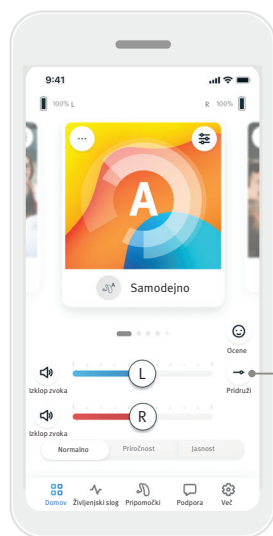 9:41
100% L
R 100%
A
A
Samodejno
Ocene
L
Izklop zvoka
Pridruži
R
Izklop zvoka
Normalno Priročnost Jasnost
Domov Življenjski slog Pripomočki Podpora Več